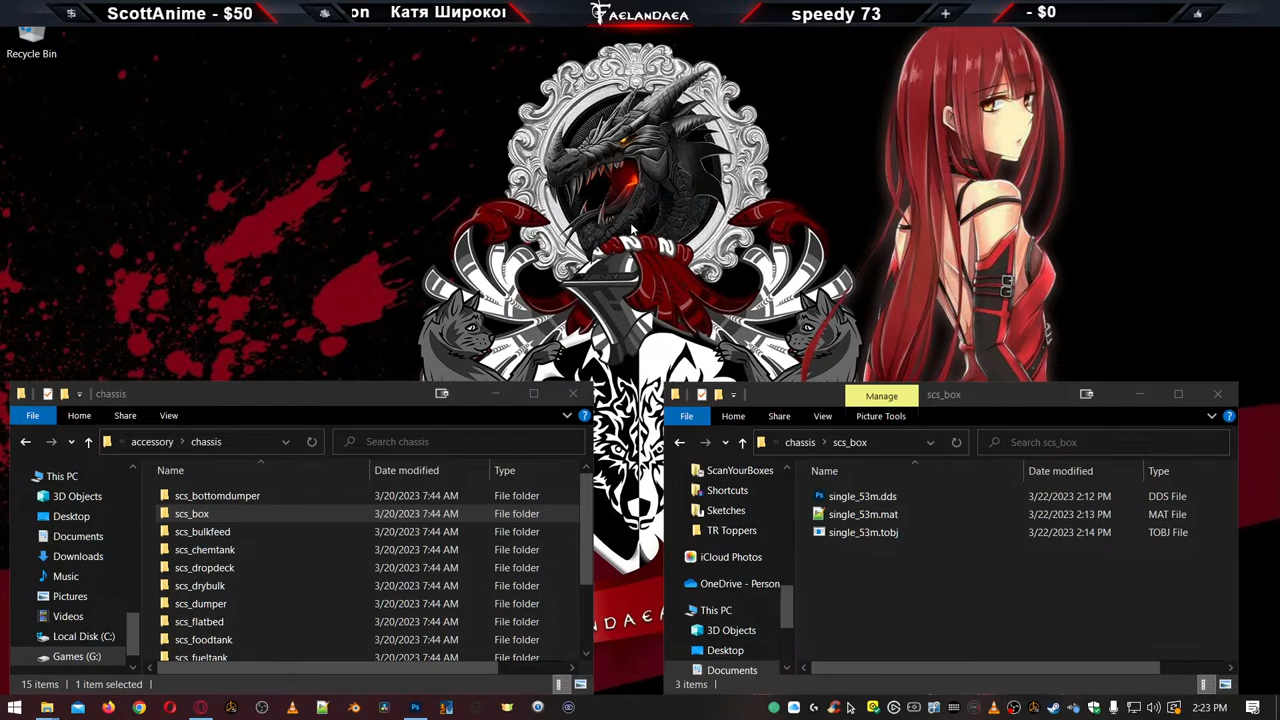 ScottAnime - $50
on Катя Широко
FAELANDAEA
speedy 73
- $0
Recycle Bin
chassis
File Home Share View
accessory chassis
Search chassis
Name Date modified Type
This PC
3D Objects
Desktop
Documents
Downloads
Music
Pictures
Videos
Local Disk (C:)
Games (G:)
scs_bottomdumper 3/20/2023 7:44 AM File folder
scs_box 3/20/2023 7:44 AM File folder
scs_bulkfeed 3/20/2023 7:44 AM File folder
scs_chemtank 3/20/2023 7:44 AM File folder
scs_dropdeck 3/20/2023 7:44 AM File folder
scs_drybulk 3/20/2023 7:44 AM File folder
scs_dumper 3/20/2023 7:44 AM File folder
scs_flatbed 3/20/2023 7:44 AM File folder
scs_foodtank 3/20/2023 7:44 AM File folder
scs_fueltank 3/20/2023 7:44 AM File folder
15 items 1 item selected
Manage scs_box
File Home Share View Picture Tools
chassis scs_box
Search scs_box
Name Date modified Type
ScanYourBoxes
Shortcuts
Sketches
TR Toppers
iCloud Photos
OneDrive - Person
This PC
3D Objects
Desktop
Documents
single_53m.dds 3/22/2023 2:12 PM DDS File
single_53m.mat 3/22/2023 2:13 PM MAT File
single_53m.tobj 3/22/2023 2:14 PM TOBJ File
3 items
NDAEA
2:23 PM